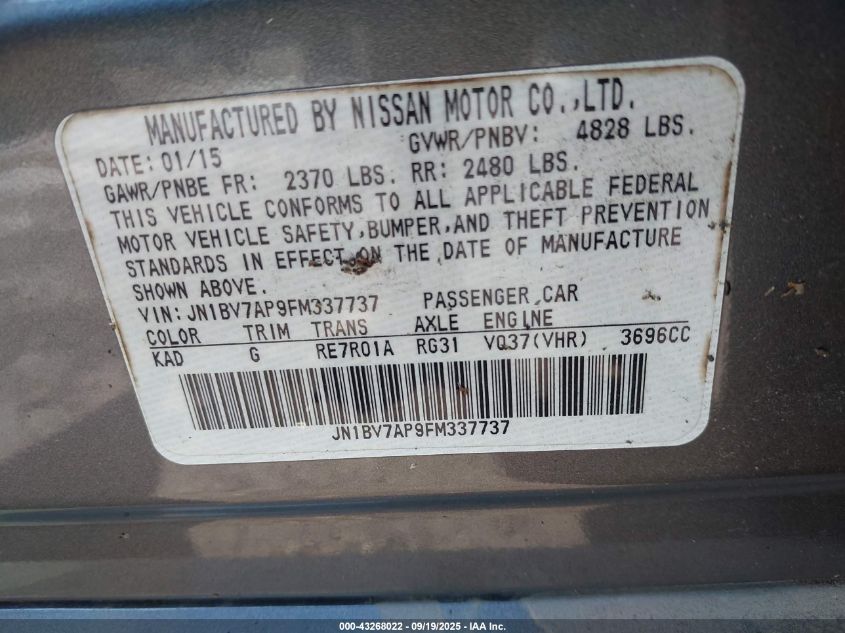 MANUFACTURED BY NISSAN MOTOR CO.,LTD.
DATE: 01/15 GVWR/PNBV: 4828 LBS.
GAWR/PNBE FR: 2370 LBS. RR: 2480 LBS.
THIS VEHICLE CONFORMS TO ALL APPLICABLE FEDERAL
MOTOR VEHICLE SAFETY,BUMPER,AND THEFT PREVENTION
STANDARDS IN EFFECT ON THE DATE OF MANUFACTURE
SHOWN ABOVE.
VIN: JN1BV7AP9FM337737 PASSENGER CAR
COLOR TRIM TRANS AXLE ENGINE
KAD G RE7R01A RG31 VQ37(VHR) 3696CC
JN1BV7AP9FM337737
000-43268022 - 09/19/2025 - IAA Inc.